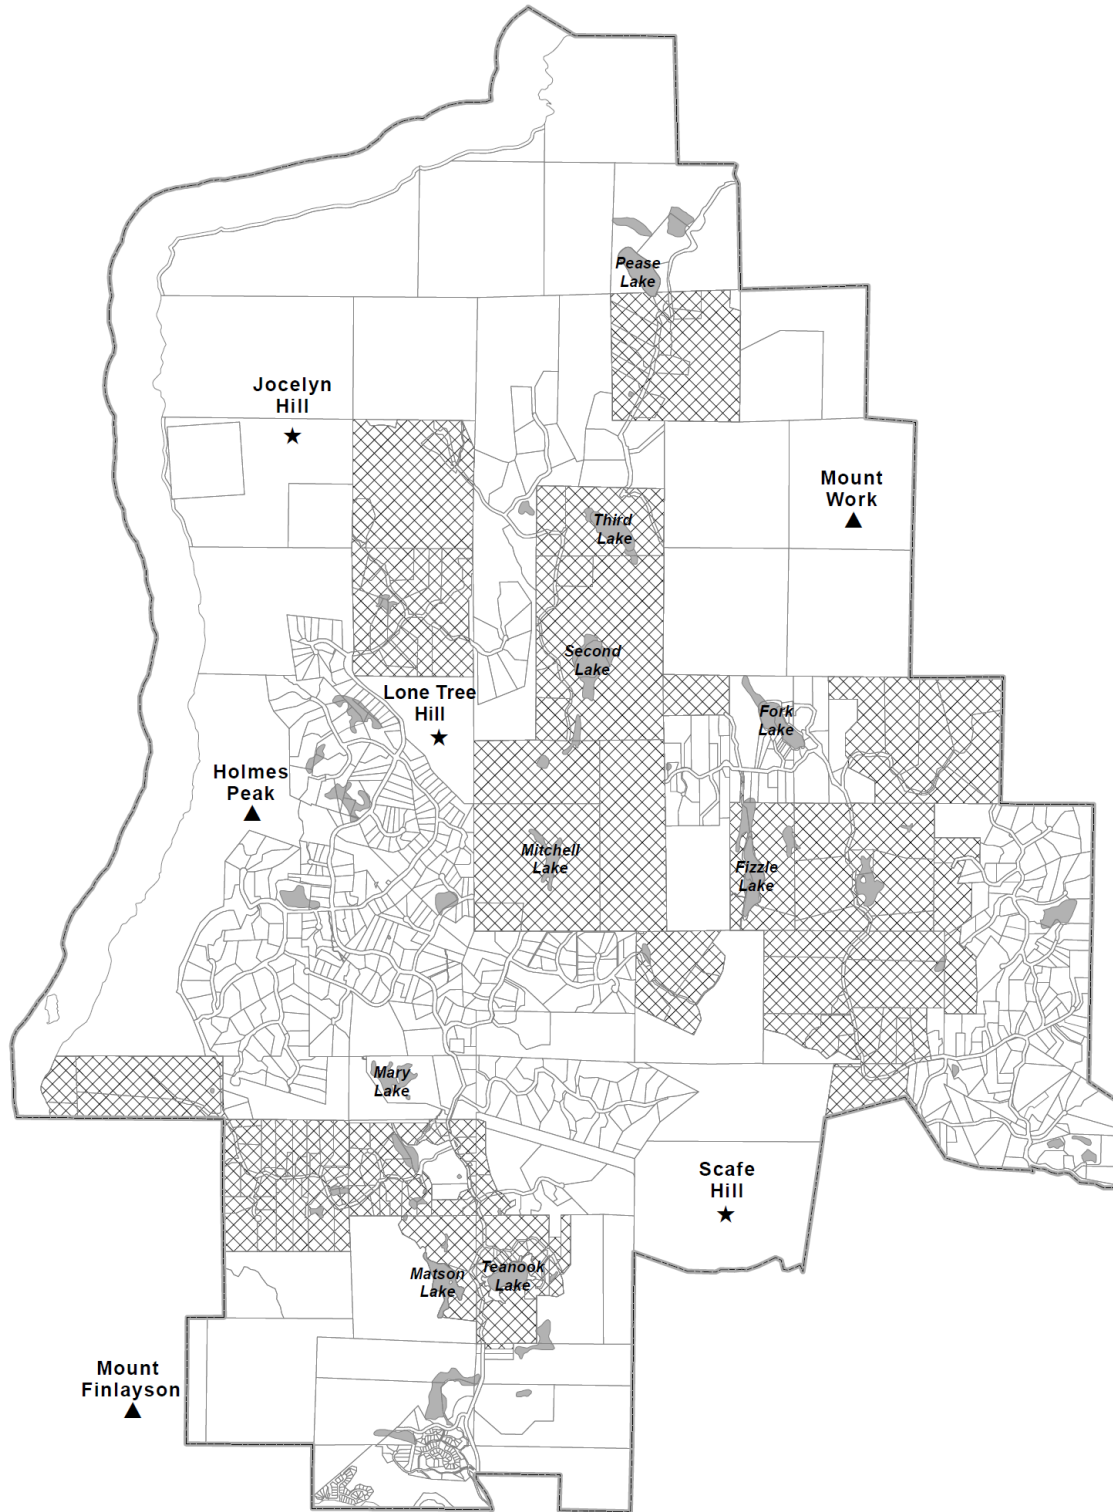 Pease
Lake
Jocelyn
Hill
Mount
Work
Third
Lake
Second
Lake
Lone Tree
Hill
Fork
Lake
Holmes
Peak
Mitchell
Lake
Fizzle
Lake
Mary
Lake
Scafe
Hill
Matson
Lake
Teanook
Lake
Mount
Finlayson